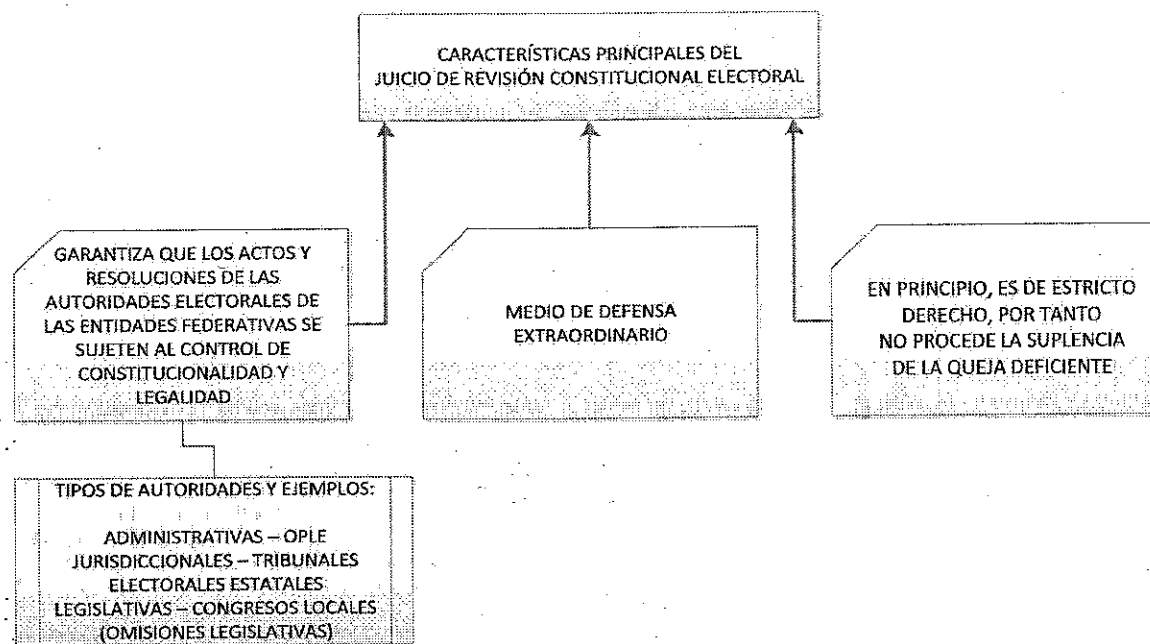 CARACTERÍSTICAS PRINCIPALES DEL
JUICIO DE REVISIÓN CONSTITUCIONAL ELECTORAL
GARANTIZA QUE LOS ACTOS Y
RESOLUCIONES DE LAS
AUTORIDADES ELECTORALES DE
LAS ENTIDADES FEDERATIVAS SE
SUJETEN AL CONTROL DE
CONSTITUCIONALIDAD Y
LEGALIDAD
MEDIO DE DEFENSA
EXTRAORDINARIO
EN PRINCIPIO, ES DE ESTRICTO
DERECHO, POR TANTO
NO PROCEDE LA SUPLENCIA
DE LA QUEJA DEFICIENTE
TIPOS DE AUTORIDADES Y EJEMPLOS:
ADMINISTRATIVAS – OPLE
JURISDICCIONALES – TRIBUNALES
ELECTORALES ESTATALES
LEGISLATIVAS – CONGRESOS LOCALES
(OMISIONES LEGISLATIVAS)